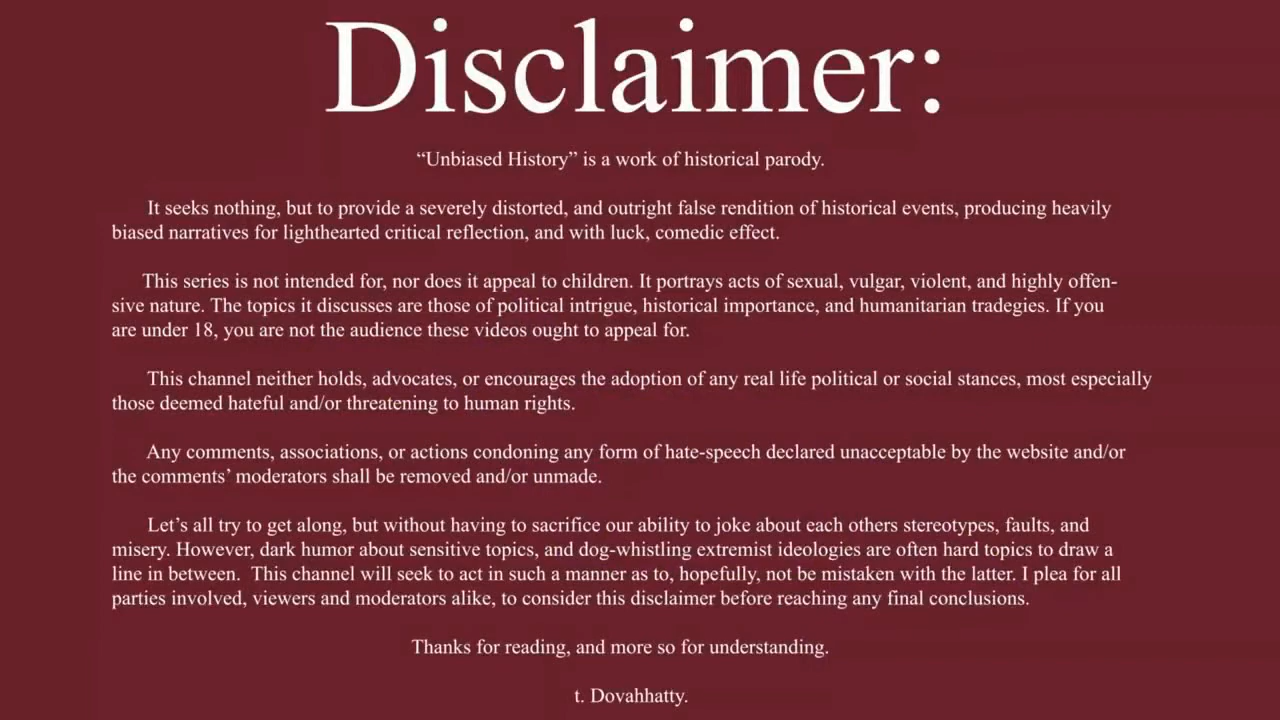 Disclaimer:
“Unbiased History” is a work of historical parody.
It seeks nothing, but to provide a severely distorted, and outright false rendition of historical events, producing heavily
biased narratives for lighthearted critical reflection, and with luck, comedic effect.
This series is not intended for, nor does it appeal to children. It portrays acts of sexual, vulgar, violent, and highly offen-
sive nature. The topics it discusses are those of political intrigue, historical importance, and humanitarian tradegies. If you
are under 18, you are not the audience these videos ought to appeal for.
This channel neither holds, advocates, or encourages the adoption of any real life political or social stances, most especially
those deemed hateful and/or threatening to human rights.
Any comments, associations, or actions condoning any form of hate-speech declared unacceptable by the website and/or
the comments’ moderators shall be removed and/or unmade.
Let’s all try to get along, but without having to sacrifice our ability to joke about each others stereotypes, faults, and
misery. However, dark humor about sensitive topics, and dog-whistling extremist ideologies are often hard topics to draw a
line in between. This channel will seek to act in such a manner as to, hopefully, not be mistaken with the latter. I plea for all
parties involved, viewers and moderators alike, to consider this disclaimer before reaching any final conclusions.
Thanks for reading, and more so for understanding.
t. Dovahhatty.